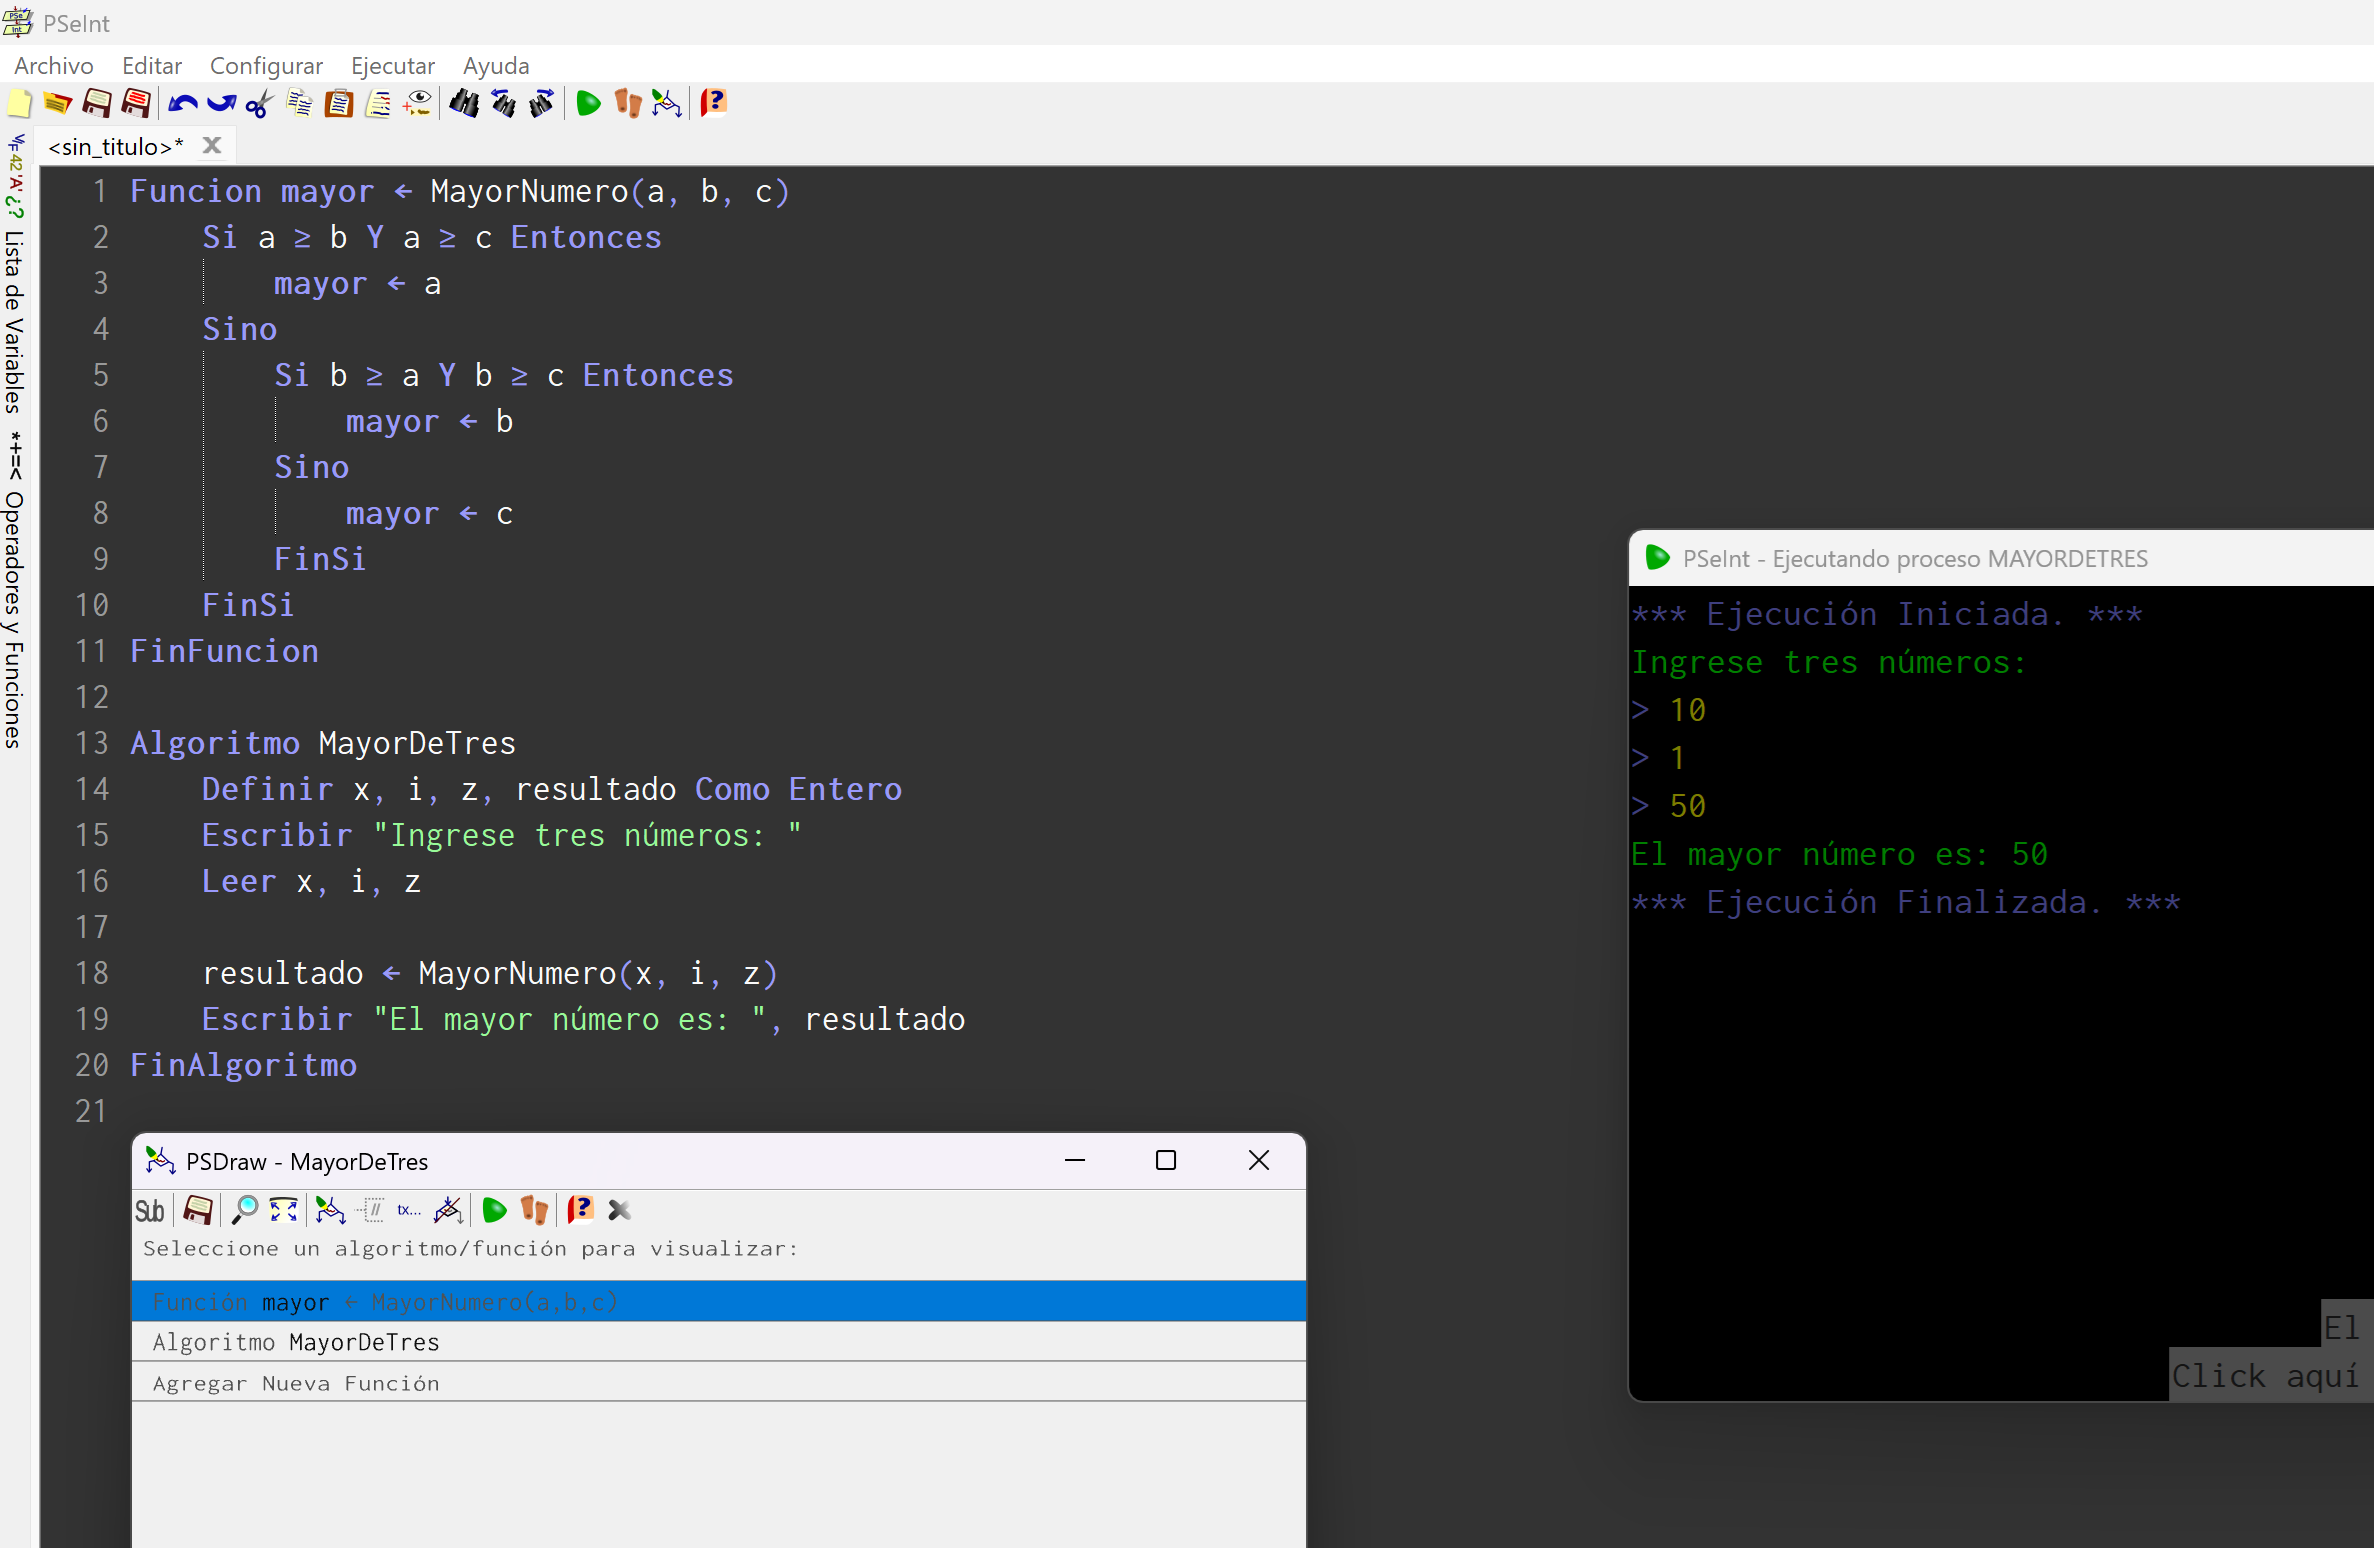 PSeInt
Archivo Editar Configurar Ejecutar Ayuda
<sin_titulo>*
Lista de Variables
*+=< Operadores y Funciones
1 Funcion mayor ← MayorNumero(a, b, c)
2 Si a ≥ b Y a ≥ c Entonces
3 mayor ← a
4 Sino
5 Si b ≥ a Y b ≥ c Entonces
6 mayor ← b
7 Sino
8 mayor ← c
9 FinSi
10 FinSi
11 FinFuncion
12
13 Algoritmo MayorDeTres
14 Definir x, i, z, resultado Como Entero
15 Escribir "Ingrese tres números: "
16 Leer x, i, z
17
18 resultado ← MayorNumero(x, i, z)
19 Escribir "El mayor número es: ", resultado
20 FinAlgoritmo
21
PSeInt - Ejecutando proceso MAYORDETRES
*** Ejecución Iniciada. ***
Ingrese tres números:
> 10
> 1
> 50
El mayor número es: 50
*** Ejecución Finalizada. ***
El
Click aquí
PSDraw - MayorDeTres
Sub
tx...
Seleccione un algoritmo/función para visualizar:
Función mayor ← MayorNumero(a,b,c)
Algoritmo MayorDeTres
Agregar Nueva Función